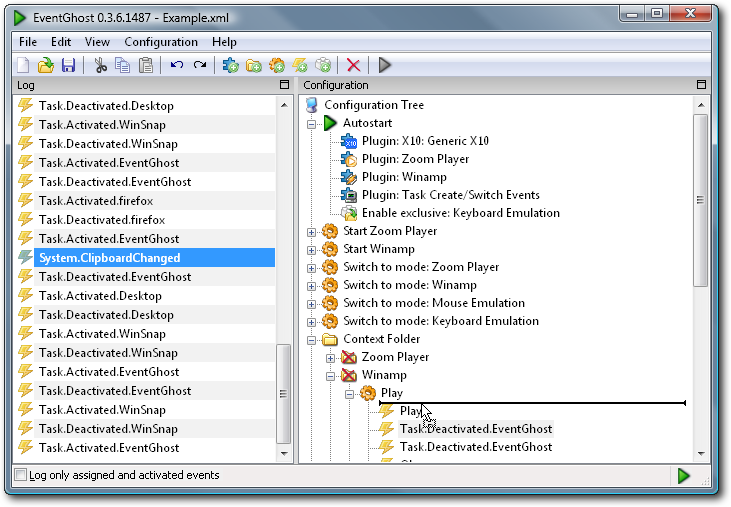 EventGhost 0.3.6.1487 - Example.xml
File Edit View Configuration Help
Log
Task.Deactivated.Desktop
Task.Activated.WinSnap
Task.Deactivated.WinSnap
Task.Activated.EventGhost
Task.Deactivated.EventGhost
Task.Activated.firefox
Task.Deactivated.firefox
Task.Activated.EventGhost
System.ClipboardChanged
Task.Deactivated.EventGhost
Task.Activated.Desktop
Task.Deactivated.Desktop
Task.Activated.WinSnap
Task.Deactivated.WinSnap
Task.Activated.EventGhost
Task.Deactivated.EventGhost
Task.Activated.WinSnap
Task.Deactivated.WinSnap
Task.Activated.EventGhost
Log only assigned and activated events
Configuration
Configuration Tree
Autostart
Plugin: X10: Generic X10
Plugin: Zoom Player
Plugin: Winamp
Plugin: Task Create/Switch Events
Enable exclusive: Keyboard Emulation
Start Zoom Player
Start Winamp
Switch to mode: Zoom Player
Switch to mode: Winamp
Switch to mode: Mouse Emulation
Switch to mode: Keyboard Emulation
Context Folder
Zoom Player
Winamp
Play
Play
Task.Deactivated.EventGhost
Task.Deactivated.EventGhost